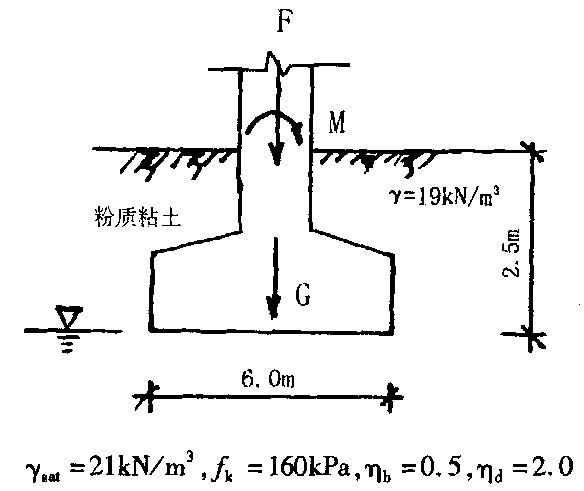 F
M
γ=19kN/m³
粉质粘土
2.5m
G
6.0m
γsat=21kN/m³,fk=160kPa,ηb=0.5,ηd=2.0